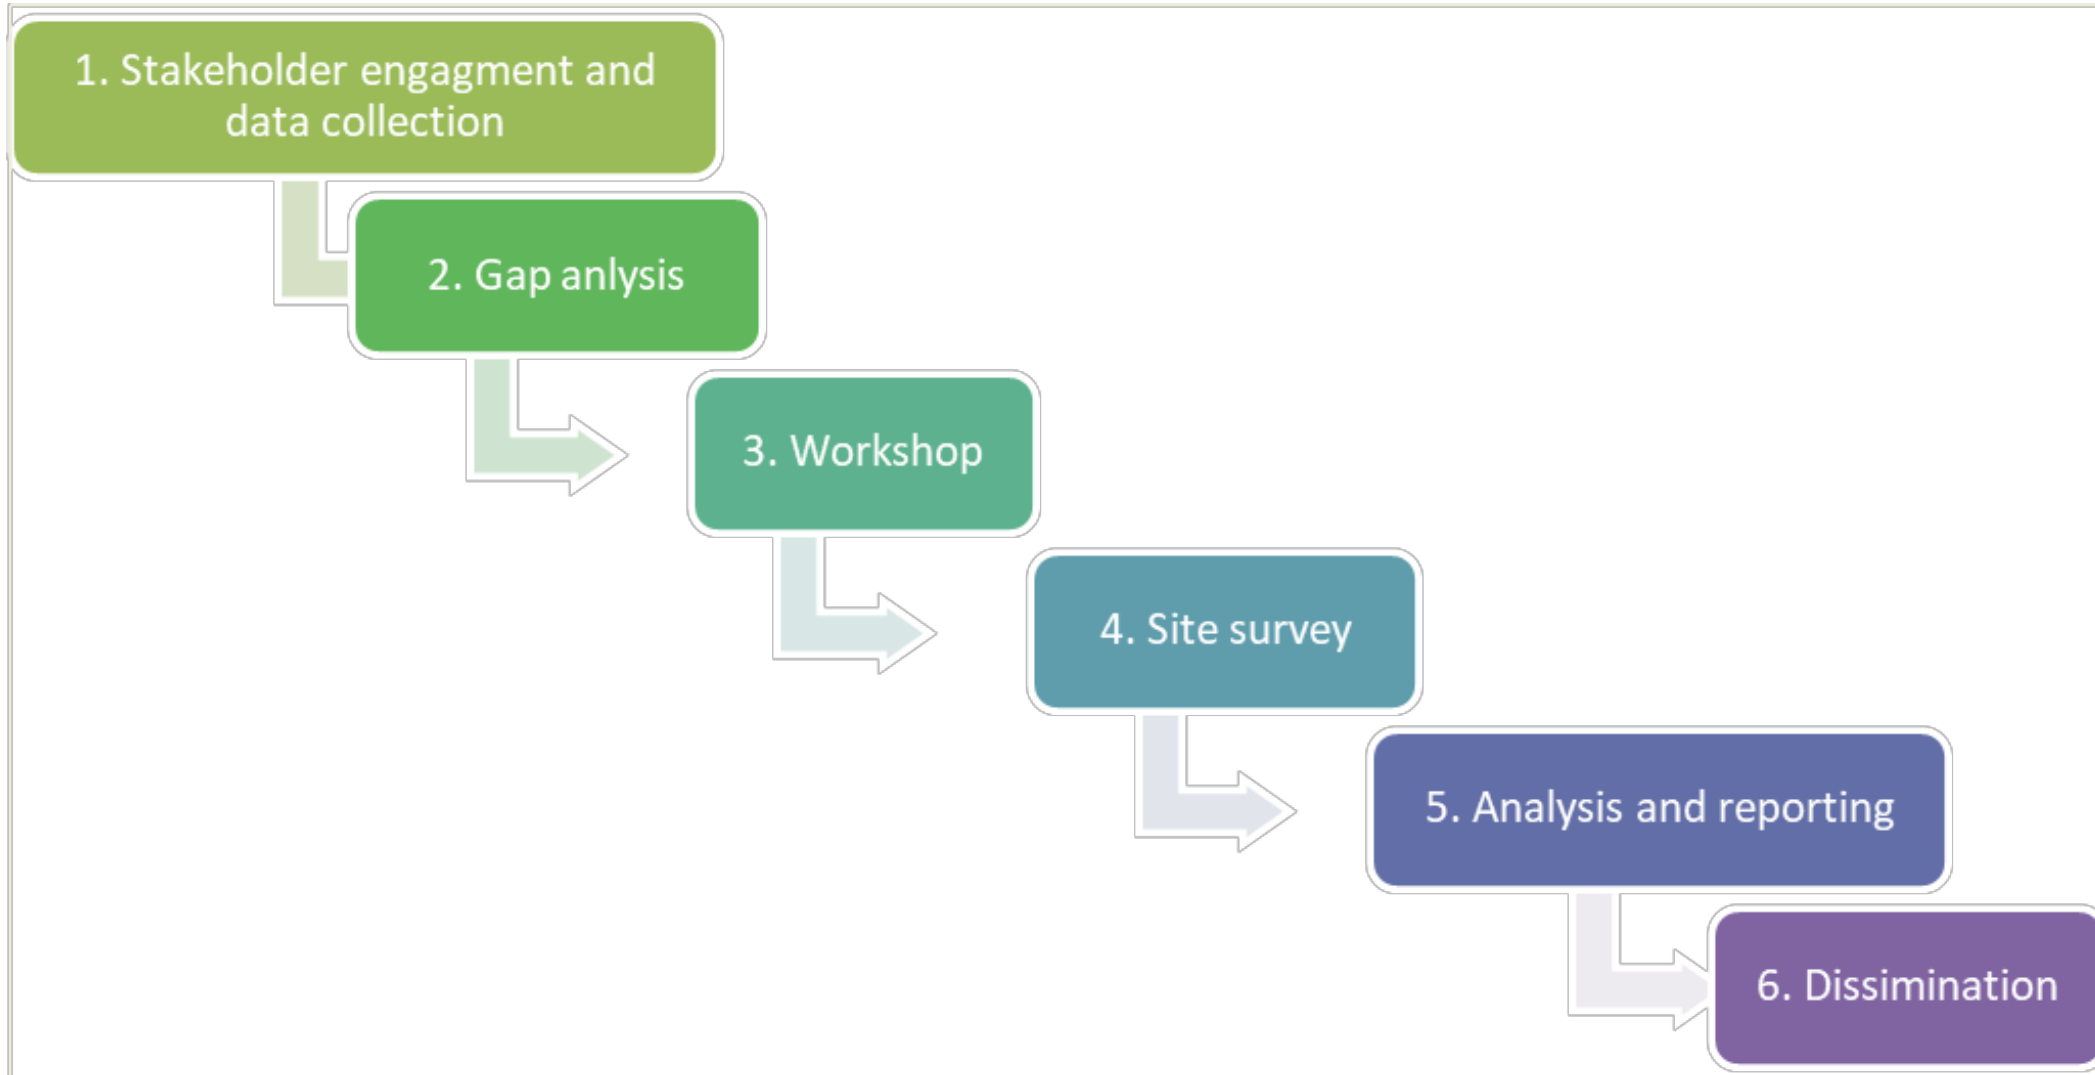 1. Stakeholder engagment and
data collection
2. Gap anlysis
3. Workshop
4. Site survey
5. Analysis and reporting
6. Dissimination